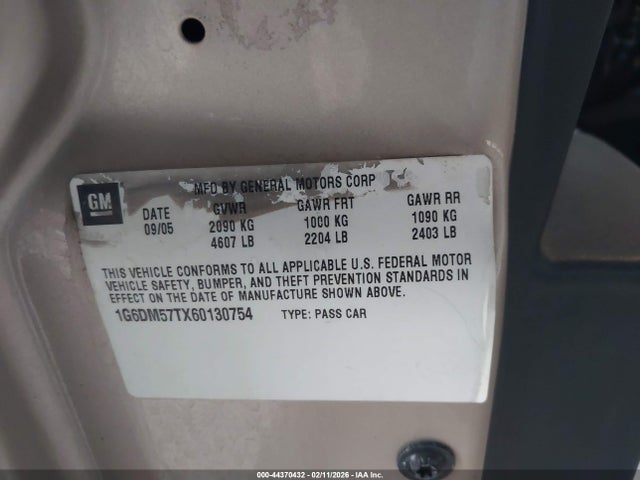 MFD BY GENERAL MOTORS CORP
GM
DATE GVWR GAWR FRT GAWR RR
09/05 2090 KG 1000 KG 1090 KG
4607 LB 2204 LB 2403 LB
THIS VEHICLE CONFORMS TO ALL APPLICABLE U.S. FEDERAL MOTOR
VEHICLE SAFETY, BUMPER, AND THEFT PREVENTION STANDARDS IN
EFFECT ON THE DATE OF MANUFACTURE SHOWN ABOVE.
1G6DM57TX60130754 TYPE: PASS CAR
000-44370432 - 02/11/2026 - IAA Inc.